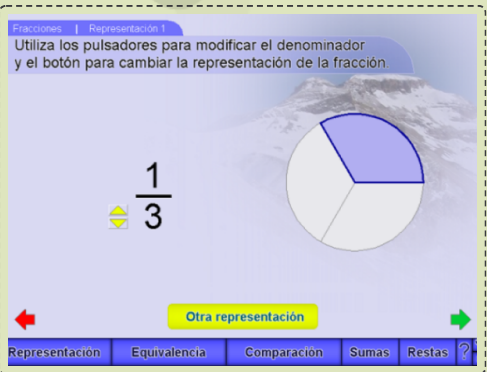 Fracciones | Representación 1
Utiliza los pulsadores para modificar el denominador
y el botón para cambiar la representación de la fracción.
1
3
Otra representación
Representación Equivalencia Comparación Sumas Restas ?